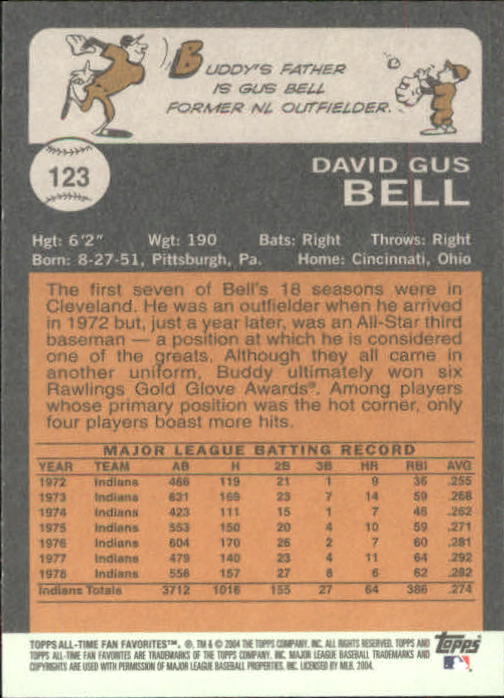 BUDDY'S FATHER
IS GUS BELL
FORMER NL OUTFIELDER.
123
DAVID GUS
BELL
Hgt: 6'2" Wgt: 190 Bats: Right Throws: Right
Born: 8-27-51, Pittsburgh, Pa. Home: Cincinnati, Ohio
The first seven of Bell's 18 seasons were in
Cleveland. He was an outfielder when he arrived
in 1972 but, just a year later, was an All-Star third
baseman — a position at which he is considered
one of the greats. Although they all came in
another uniform, Buddy ultimately won six
Rawlings Gold Glove Awards®. Among players
whose primary position was the hot corner, only
four players boast more hits.
MAJOR LEAGUE BATTING RECORD
YEAR TEAM AB H 2B 3B HR RBI AVG
1972 Indians 466 119 21 1 9 36 .255
1973 Indians 631 169 23 7 14 59 .268
1974 Indians 423 111 15 1 7 46 .262
1975 Indians 553 150 20 4 10 59 .271
1976 Indians 604 170 26 2 7 60 .281
1977 Indians 479 140 23 4 11 64 .292
1978 Indians 556 157 27 8 6 62 .282
Indians Totals 3712 1016 155 27 64 386 .274
TOPPS ALL-TIME FAN FAVORITES™. ®, TM & © 2004 THE TOPPS COMPANY, INC. ALL RIGHTS RESERVED. TOPPS AND
TOPPS ALL-TIME FAN FAVORITES ARE TRADEMARKS OF THE TOPPS COMPANY, INC. MAJOR LEAGUE BASEBALL TRADEMARKS AND
COPYRIGHTS ARE USED WITH PERMISSION OF MAJOR LEAGUE BASEBALL PROPERTIES, INC. LICENSED BY MLB, 2004.
Topps